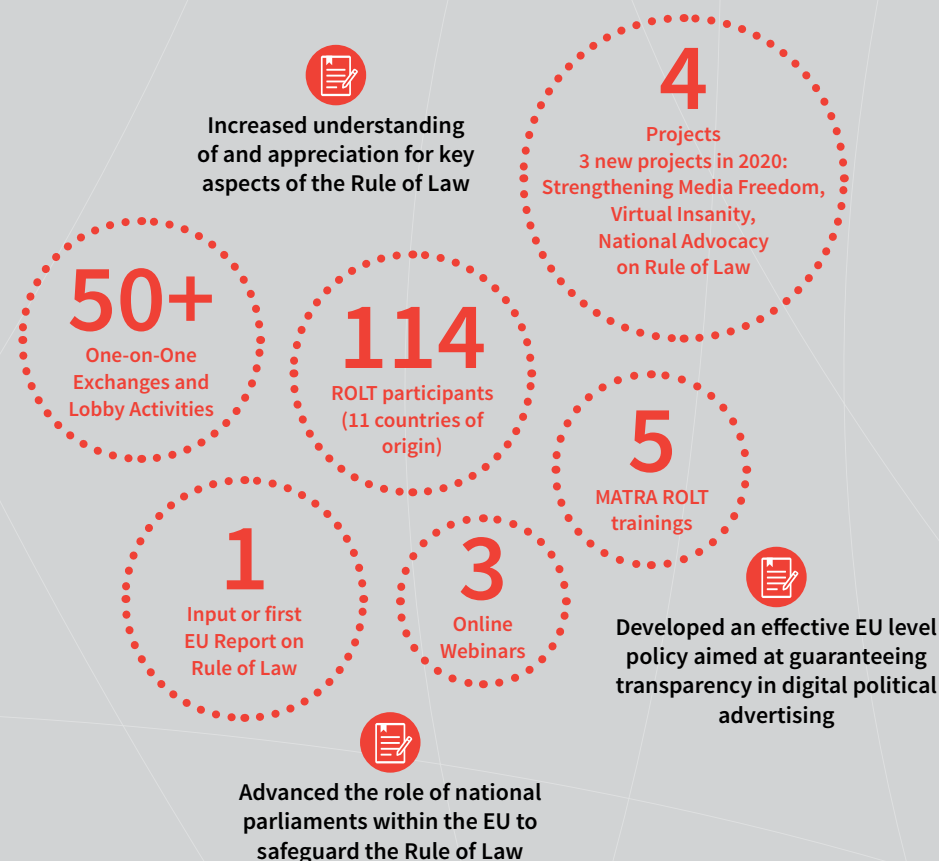 Increased understanding
of and appreciation for key
aspects of the Rule of Law
4
Projects
3 new projects in 2020:
Strengthening Media Freedom,
Virtual Insanity,
National Advocacy
on Rule of Law
50+
One-on-One
Exchanges and
Lobby Activities
114
ROLT participants
(11 countries of
origin)
5
MATRA ROLT
trainings
1
Input or first
EU Report on
Rule of Law
3
Online
Webinars
Developed an effective EU level
policy aimed at guaranteeing
transparency in digital political
advertising
Advanced the role of national
parliaments within the EU to
safeguard the Rule of Law